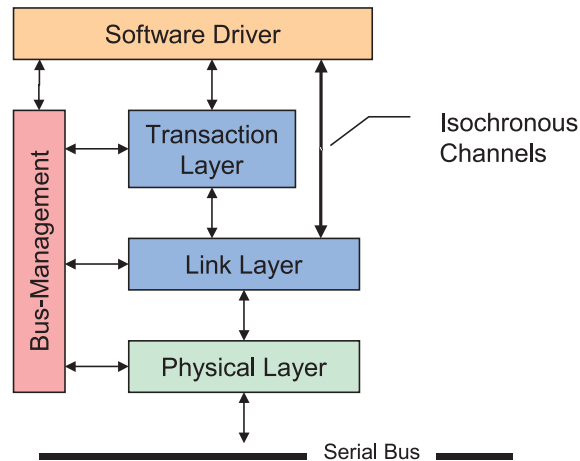 Software Driver
Transaction
Layer
Isochronous
Channels
Bus-Management
Link Layer
Physical Layer
Serial Bus